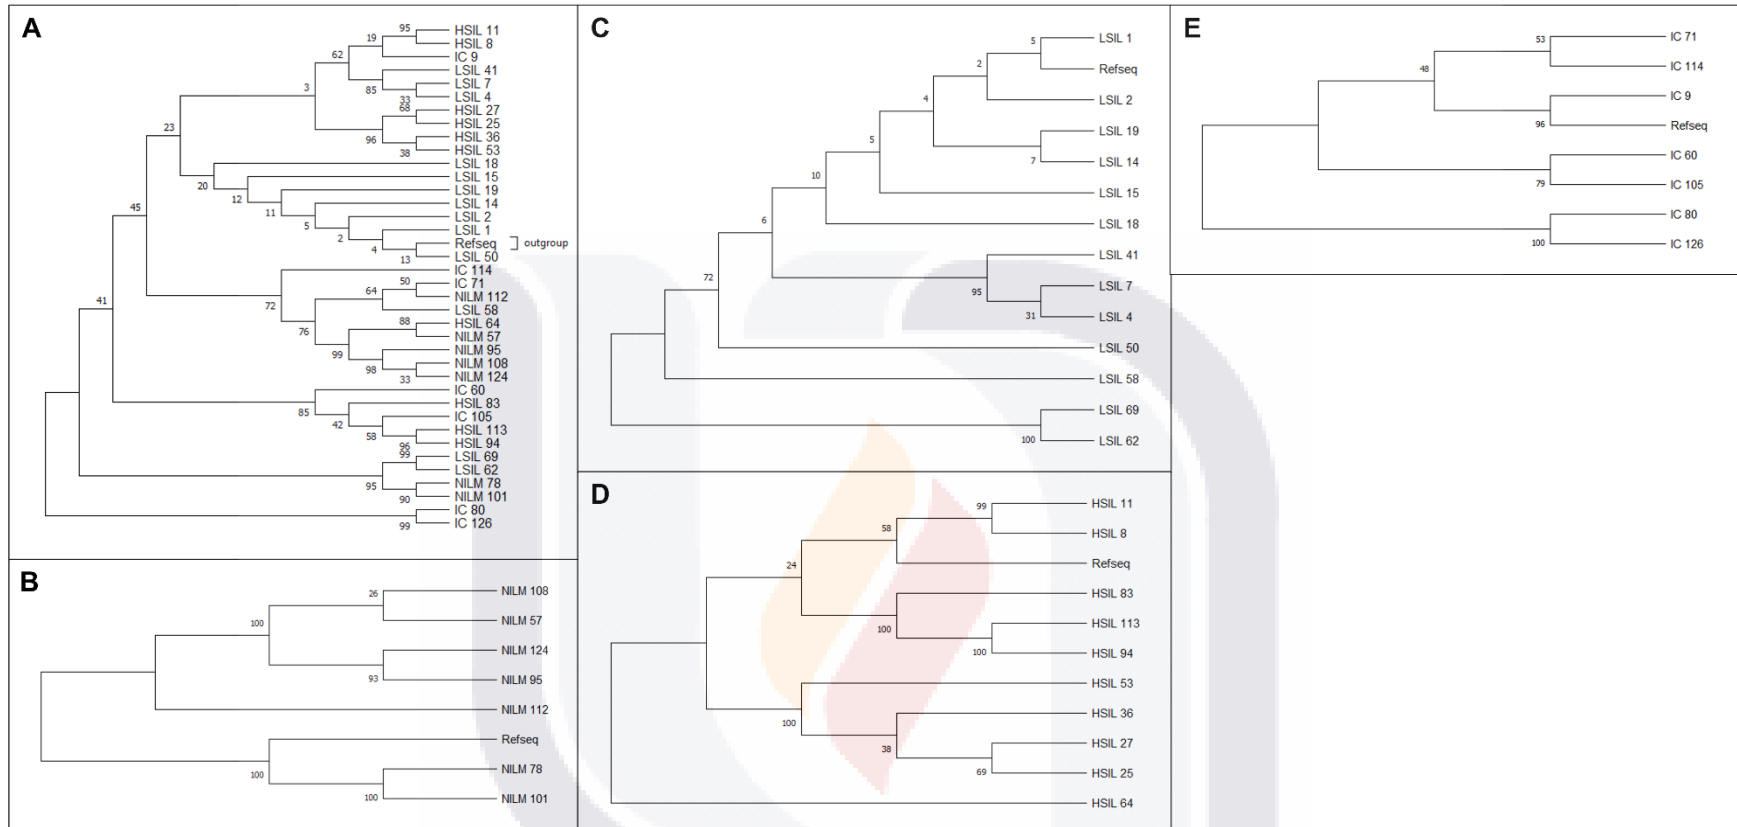 A
95
HSIL 11
HSIL 8
19
IC 9
62
LSIL 41
LSIL 7
85
LSIL 4
33
3
68
HSIL 27
HSIL 25
HSIL 36
96
HSIL 53
38
23
LSIL 18
LSIL 15
20
LSIL 19
12
LSIL 14
11
LSIL 2
5
LSIL 1
2
Refseq
outgroup
4
LSIL 50
13
45
IC 114
50
IC 71
64
NILM 112
72
LSIL 58
88
HSIL 64
76
NILM 57
NILM 95
99
NILM 108
98
NILM 124
33
41
IC 60
HSIL 83
85
IC 105
42
HSIL 113
58
HSIL 94
96
99
LSIL 69
LSIL 62
NILM 78
95
NILM 101
90
IC 80
IC 126
99
B
26
NILM 108
NILM 57
100
NILM 124
NILM 95
93
NILM 112
Refseq
NILM 78
100
NILM 101
100
C
5
LSIL 1
2
Refseq
4
LSIL 2
LSIL 19
5
LSIL 14
7
10
LSIL 15
6
LSIL 18
LSIL 41
72
LSIL 7
95
LSIL 4
31
LSIL 50
LSIL 58
LSIL 69
LSIL 62
100
D
99
HSIL 11
58
HSIL 8
24
Refseq
HSIL 83
HSIL 113
100
HSIL 94
100
HSIL 53
HSIL 36
100
HSIL 27
38
HSIL 25
69
HSIL 64
E
53
IC 71
48
IC 114
IC 9
Refseq
96
IC 60
IC 105
79
IC 80
IC 126
100